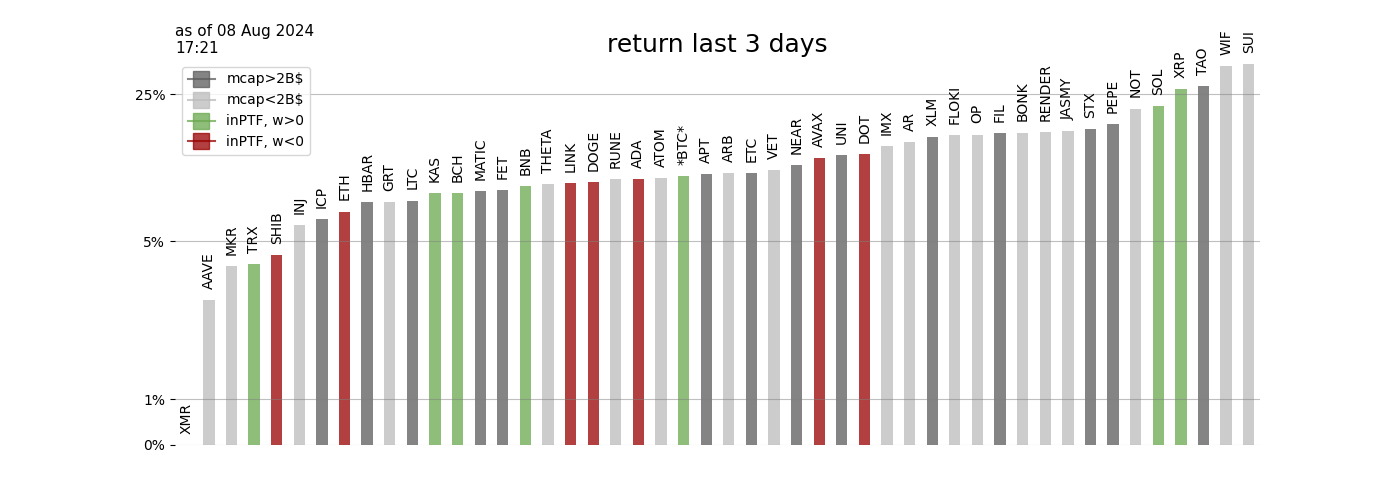 as of 08 Aug 2024
17:21
return last 3 days
mcap>2B$
mcap<2B$
inPTF, w>0
inPTF, w<0
25%
5%
1%
0%
XMR
AAVE
MKR
TRX
SHIB
INJ
ICP
ETH
HBAR
GRT
LTC
KAS
BCH
MATIC
FET
BNB
THETA
LINK
DOGE
RUNE
ADA
ATOM
*BTC*
APT
ARB
ETC
VET
NEAR
AVAX
UNI
DOT
IMX
AR
XLM
FLOKI
OP
FIL
BONK
RENDER
JASMY
STX
PEPE
NOT
SOL
XRP
TAO
WIF
SUI